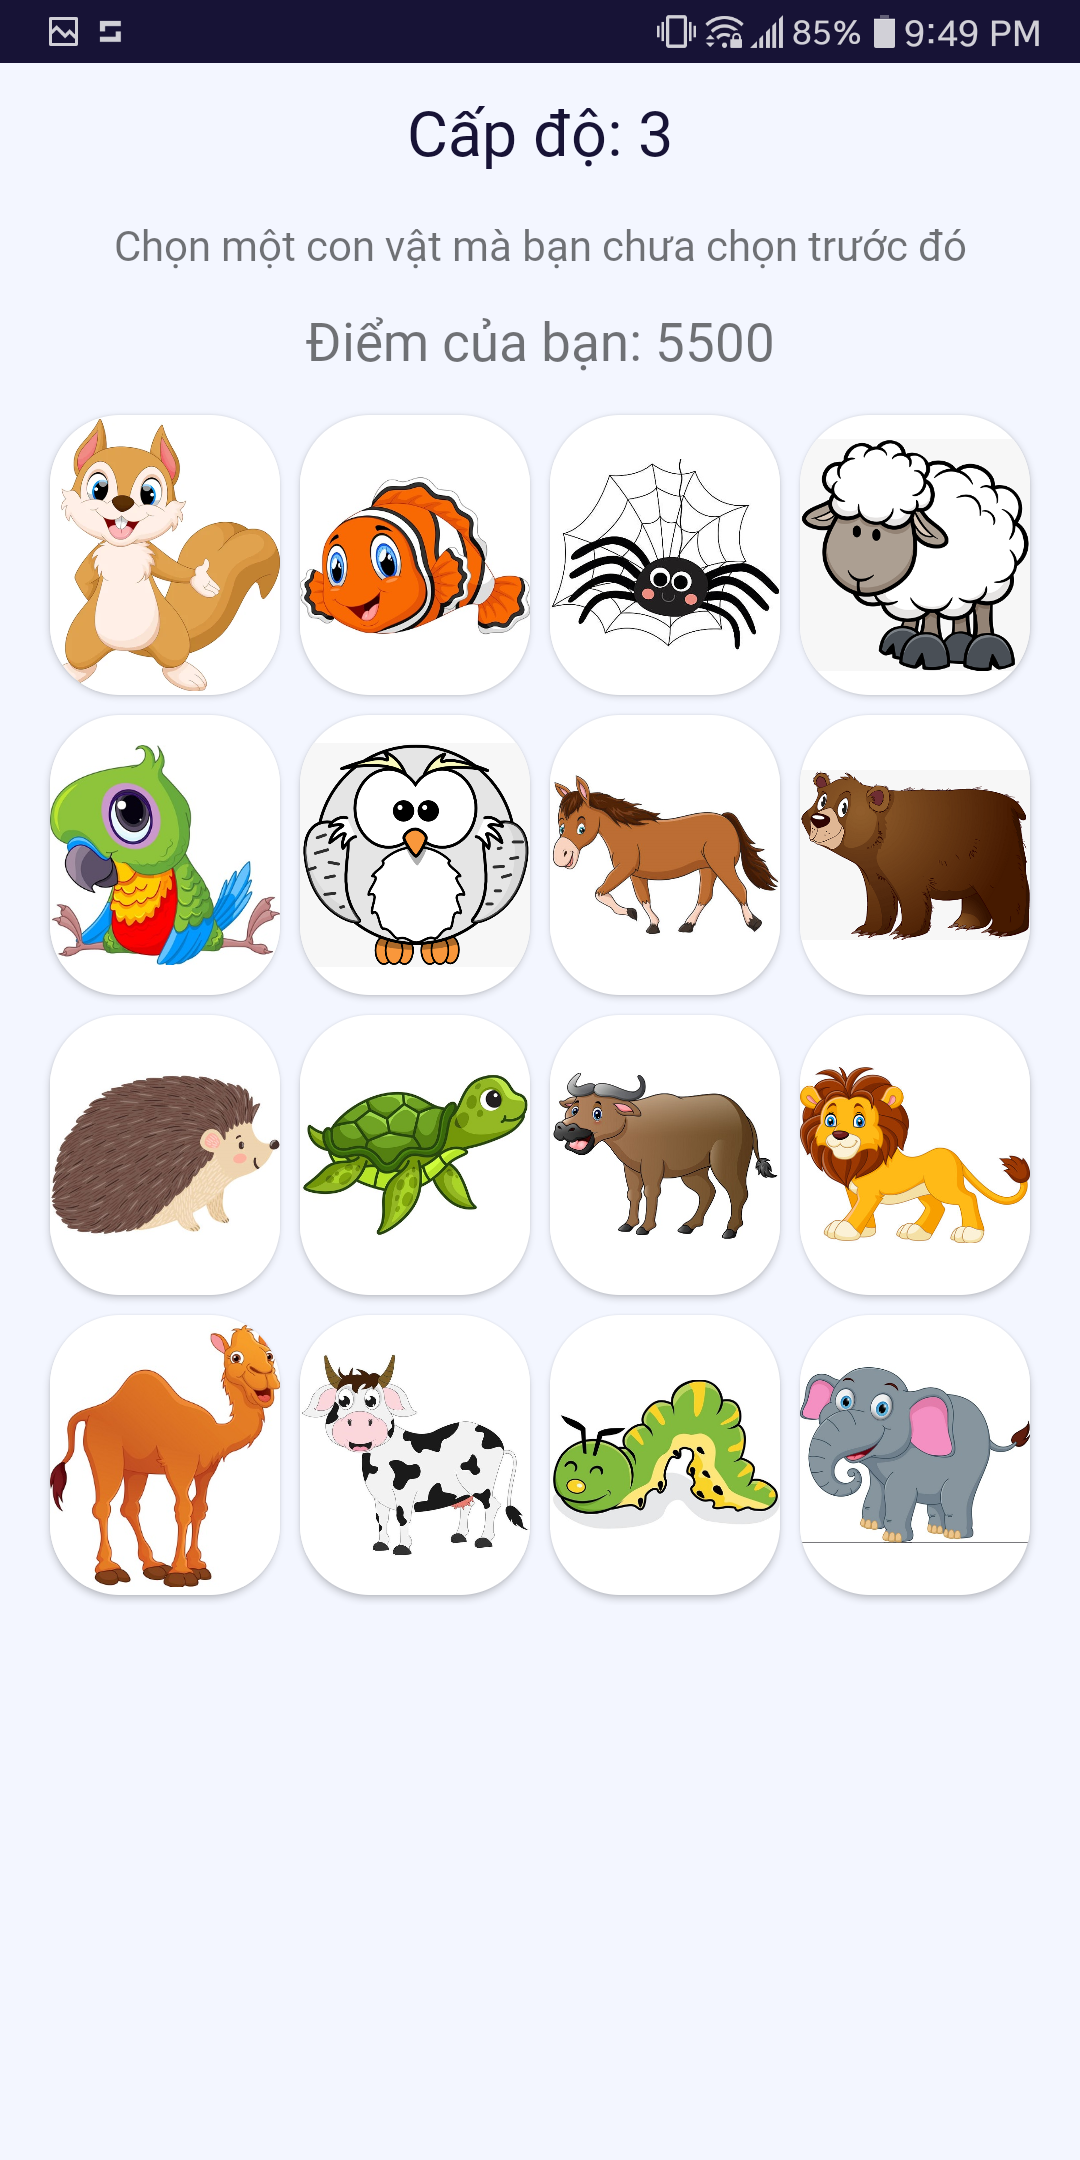 85% 9:49 PM
Cấp độ: 3
Chọn một con vật mà bạn chưa chọn trước đó
Điểm của bạn: 5500